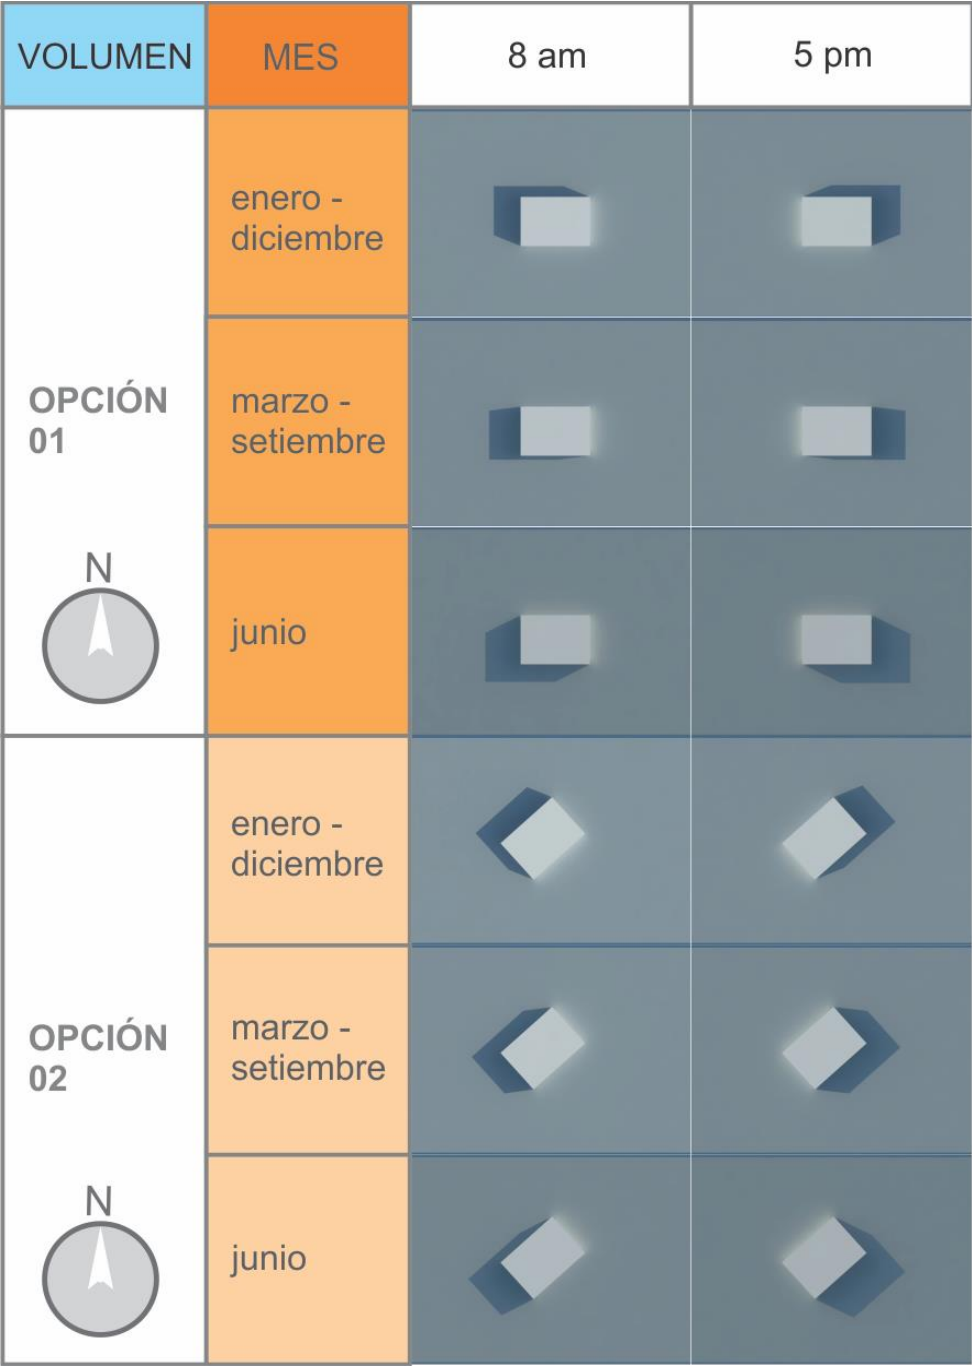 VOLUMEN MES 8 am 5 pm
OPCIÓN
01
N
enero -
diciembre
marzo -
setiembre
junio
OPCIÓN
02
N
enero -
diciembre
marzo -
setiembre
junio